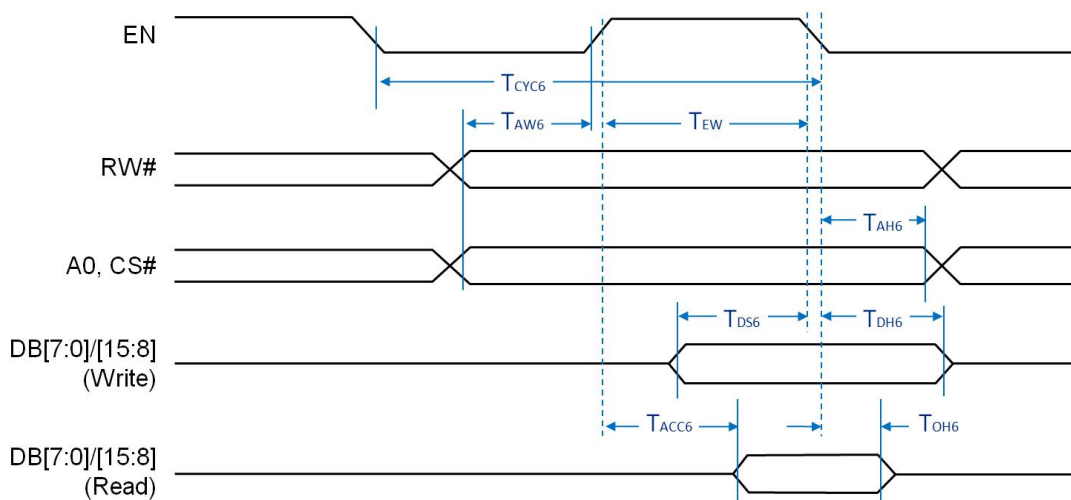 EN
TCYC6
TAW6
TEW
RW#
TAH6
A0, CS#
TDS6
TDH6
DB[7:0]/[15:8]
(Write)
TACC6
TOH6
DB[7:0]/[15:8]
(Read)